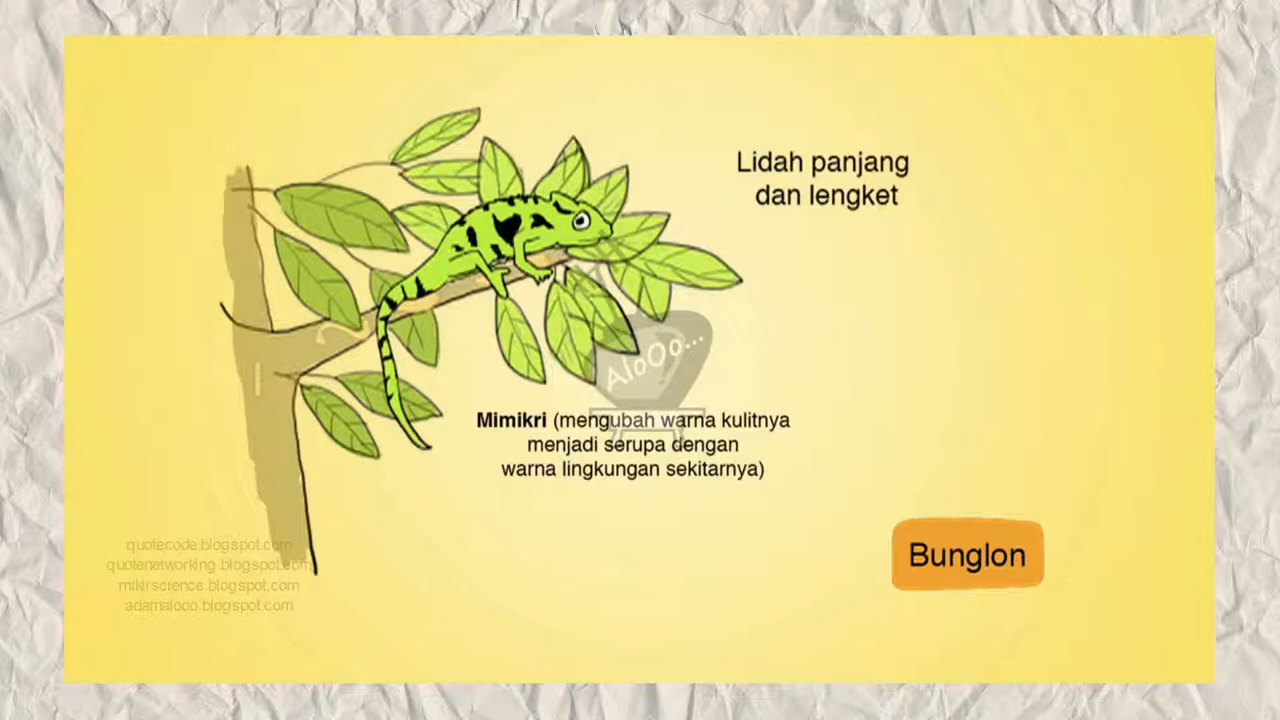 Lidah panjang
dan lengket
AloOo...
Mimikri (mengubah warna kulitnya
menjadi serupa dengan
warna lingkungan sekitarnya)
Bunglon
quotecode.blogspot.com
quotenetworking.blogspot.com
mikirscience.blogspot.com
adamalooo.blogspot.com